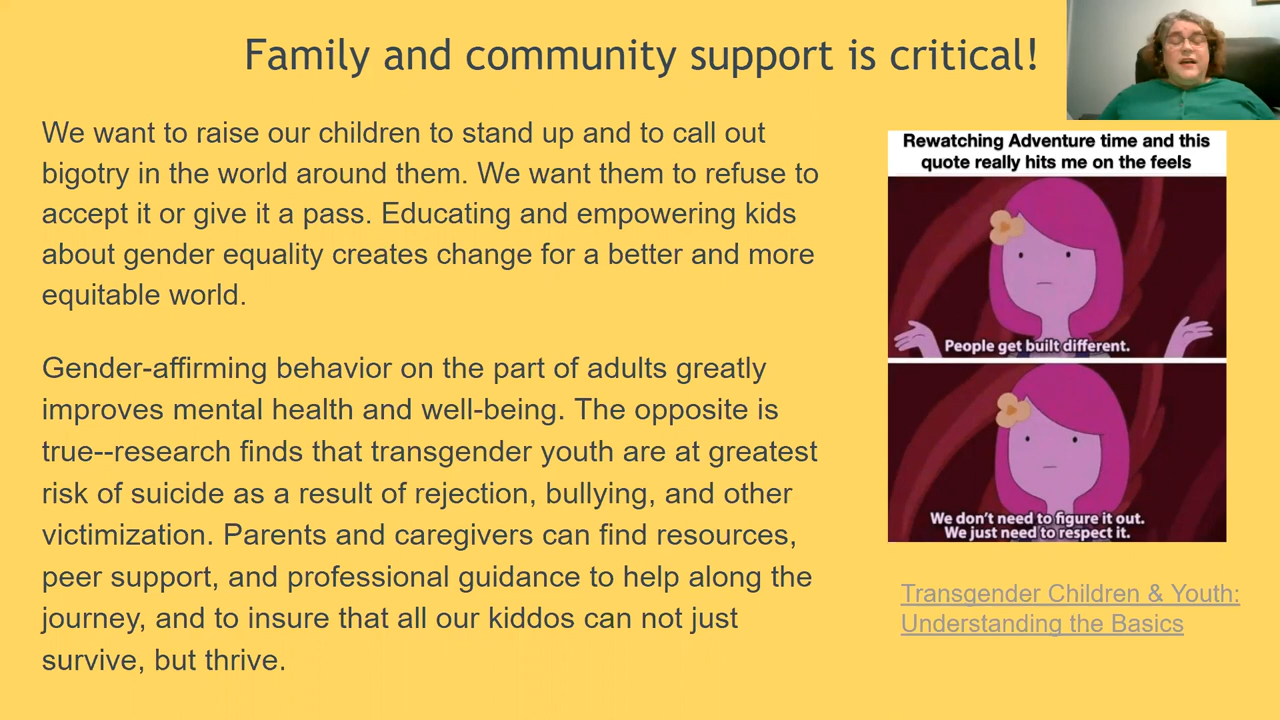 Family and community support is critical!
We want to raise our children to stand up and to call out
bigotry in the world around them. We want them to refuse to
accept it or give it a pass. Educating and empowering kids
about gender equality creates change for a better and more
equitable world.
Gender-affirming behavior on the part of adults greatly
improves mental health and well-being. The opposite is
true--research finds that transgender youth are at greatest
risk of suicide as a result of rejection, bullying, and other
victimization. Parents and caregivers can find resources,
peer support, and professional guidance to help along the
journey, and to insure that all our kiddos can not just
survive, but thrive.
Rewatching Adventure time and this
quote really hits me on the feels
People get built different.
We don't need to figure it out.
We just need to respect it.
Transgender Children & Youth:
Understanding the Basics